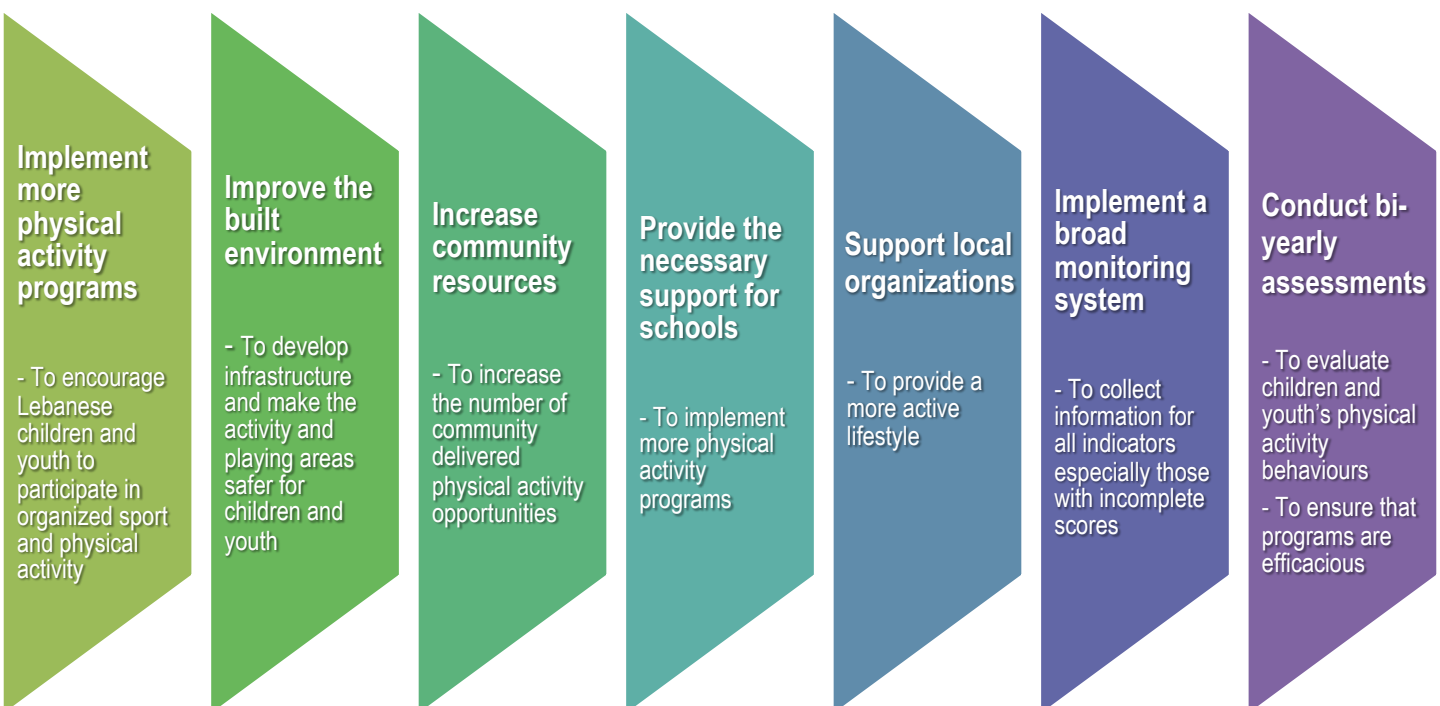 Implement
more
physical
activity
programs
- To encourage
Lebanese
children and
youth to
participate in
organized sport
and physical
activity
Improve the
built
environment
- To develop
infrastructure
and make the
activity and
playing areas
safer for
children and
youth
Increase
community
resources
- To increase
the number of
community
delivered
physical activity
opportunities
Provide the
necessary
support for
schools
- To implement
more physical
activity
programs
Support local
organizations
- To provide a
more active
lifestyle
Implement a
broad
monitoring
system
- To collect
information for
all indicators
especially those
with incomplete
scores
Conduct bi-
yearly
assessments
- To evaluate
children and
youth's physical
activity
behaviours
- To ensure that
programs are
efficacious